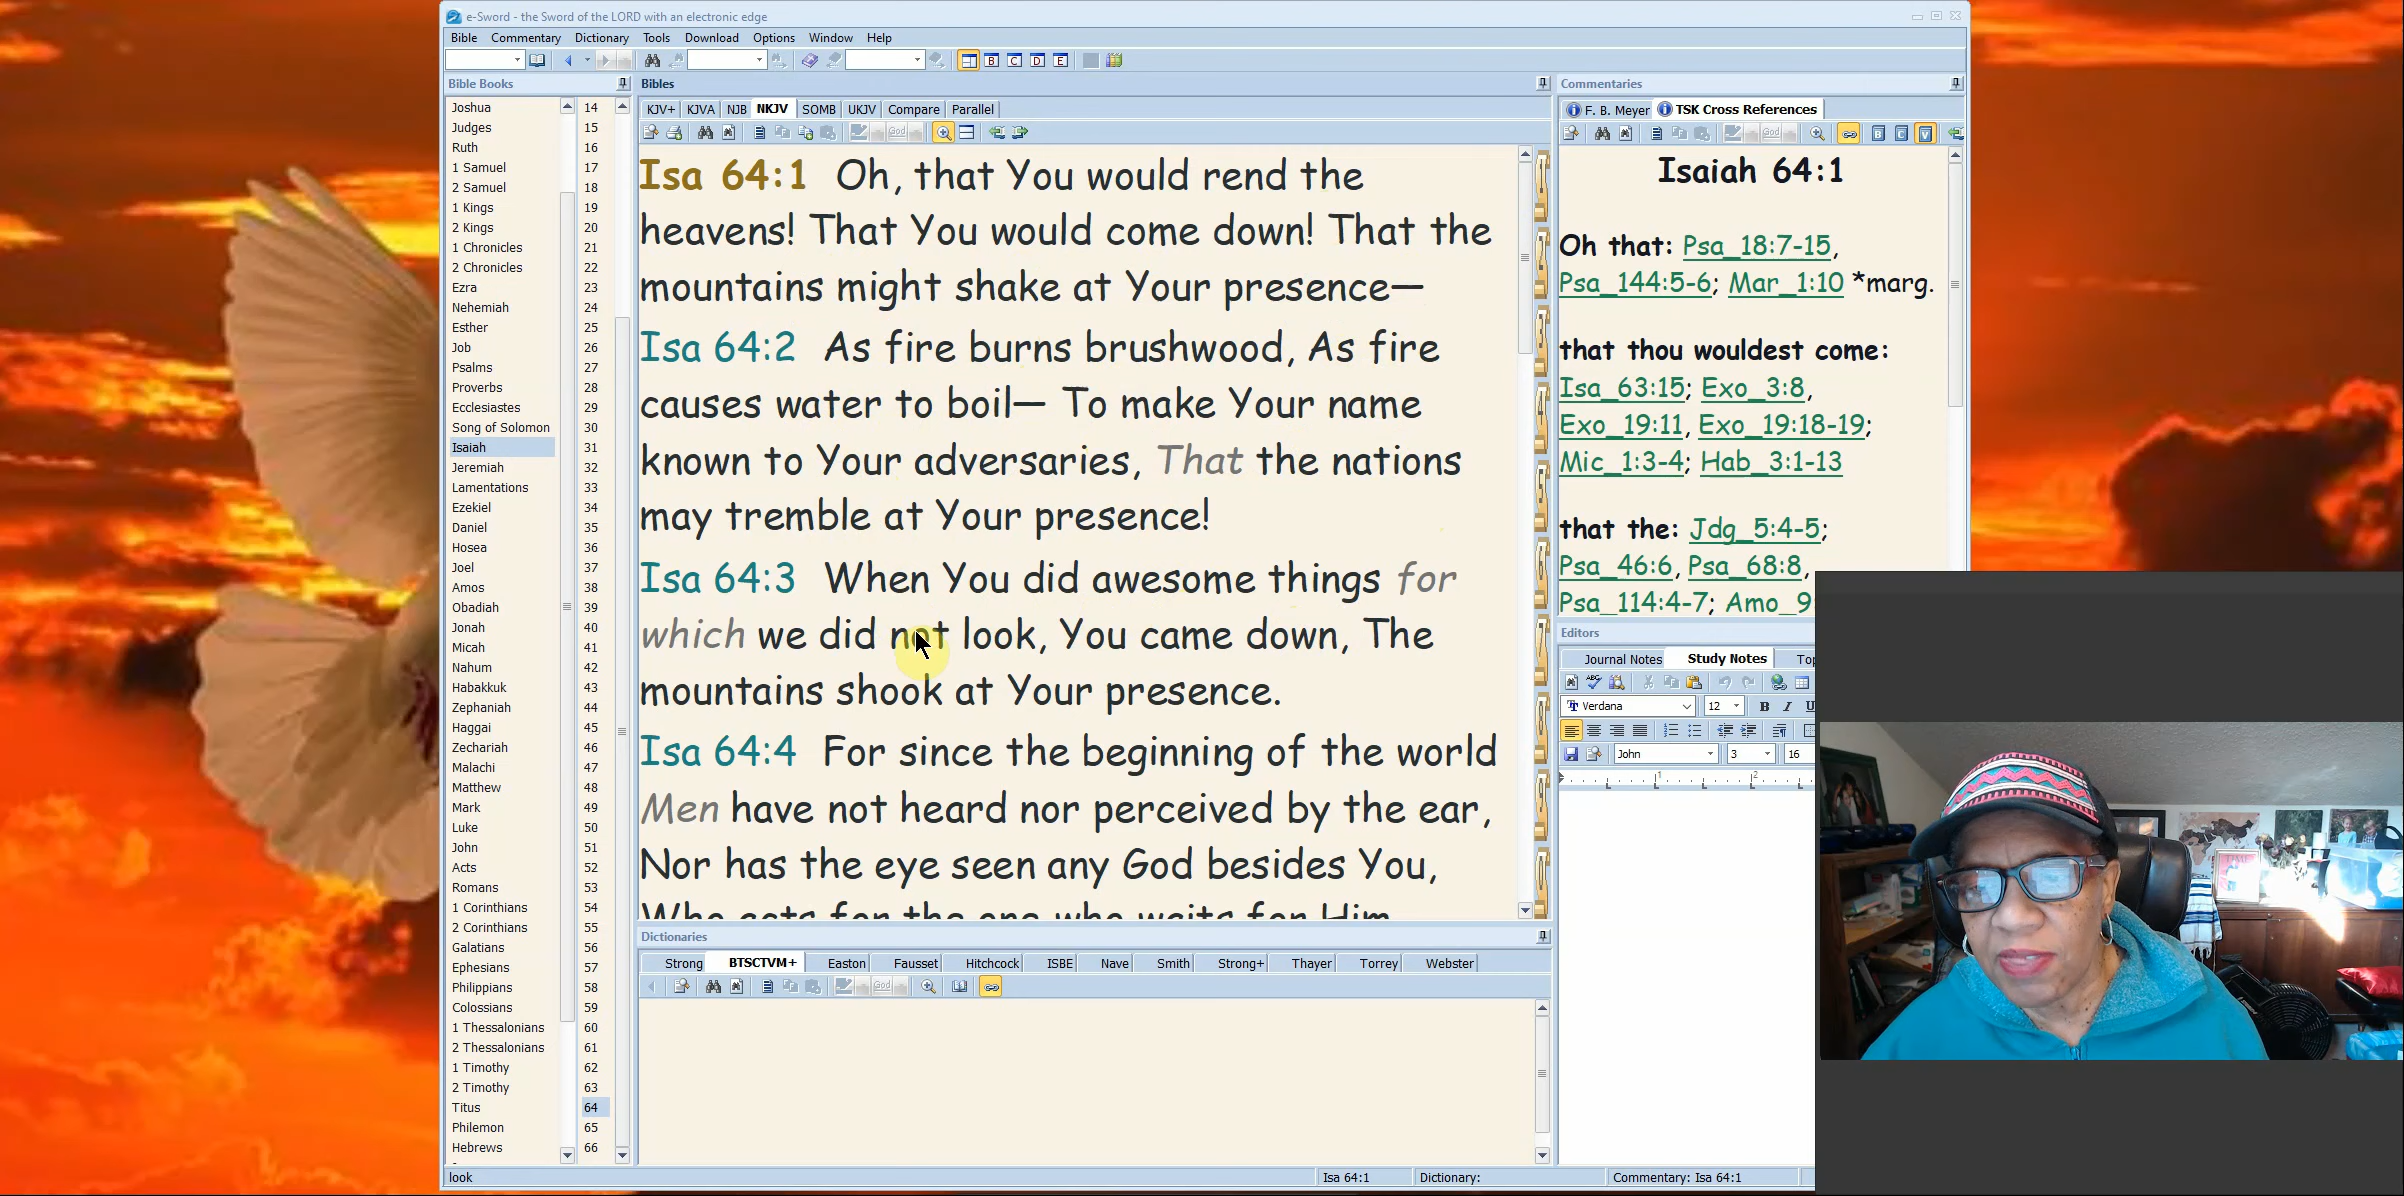 e-Sword - the Sword of the LORD with an electronic edge
Bible Commentary Dictionary Tools Download Options Window Help
B C D E
Bible Books
Joshua
Judges
Ruth
1 Samuel
2 Samuel
1 Kings
2 Kings
1 Chronicles
2 Chronicles
Ezra
Nehemiah
Esther
Job
Psalms
Proverbs
Ecclesiastes
Song of Solomon
Isaiah
Jeremiah
Lamentations
Ezekiel
Daniel
Hosea
Joel
Amos
Obadiah
Jonah
Micah
Nahum
Habakkuk
Zephaniah
Haggai
Zechariah
Malachi
Matthew
Mark
Luke
John
Acts
Romans
1 Corinthians
2 Corinthians
Galatians
Ephesians
Philippians
Colossians
1 Thessalonians
2 Thessalonians
1 Timothy
2 Timothy
Titus
Philemon
Hebrews
14
15
16
17
18
19
20
21
22
23
24
25
26
27
28
29
30
31
32
33
34
35
36
37
38
39
40
41
42
43
44
45
46
47
48
49
50
51
52
53
54
55
56
57
58
59
60
61
62
63
64
65
66
Bibles
KJV+ KJVA NJB NKJV SOMB UKJV Compare Parallel
God
Isa 64:1 Oh, that You would rend the
heavens! That You would come down! That the
mountains might shake at Your presence—
Isa 64:2 As fire burns brushwood, As fire
causes water to boil— To make Your name
known to Your adversaries, That the nations
may tremble at Your presence!
Isa 64:3 When You did awesome things for
which we did not look, You came down, The
mountains shook at Your presence.
Isa 64:4 For since the beginning of the world
Men have not heard nor perceived by the ear,
Nor has the eye seen any God besides You,
Who acts for the one who waits for Him.
Dictionaries
Strong BTSCTVM+ Easton Fausset Hitchcock ISBE Nave Smith Strong+ Thayer Torrey Webster
God
Commentaries
F. B. Meyer TSK Cross References
God B C V
Isaiah 64:1
Oh that: Psa_18:7-15,
Psa_144:5-6; Mar_1:10 *marg.
that thou wouldest come:
Isa_63:15; Exo_3:8,
Exo_19:11, Exo_19:18-19;
Mic_1:3-4; Hab_3:1-13
that the: Jdg_5:4-5;
Psa_46:6, Psa_68:8,
Psa_114:4-7; Amo_9
Editors
Journal Notes Study Notes Top
ABC
Verdana 12 B I U
John 3 16
1 2
look Isa 64:1 Dictionary: Commentary: Isa 64:1